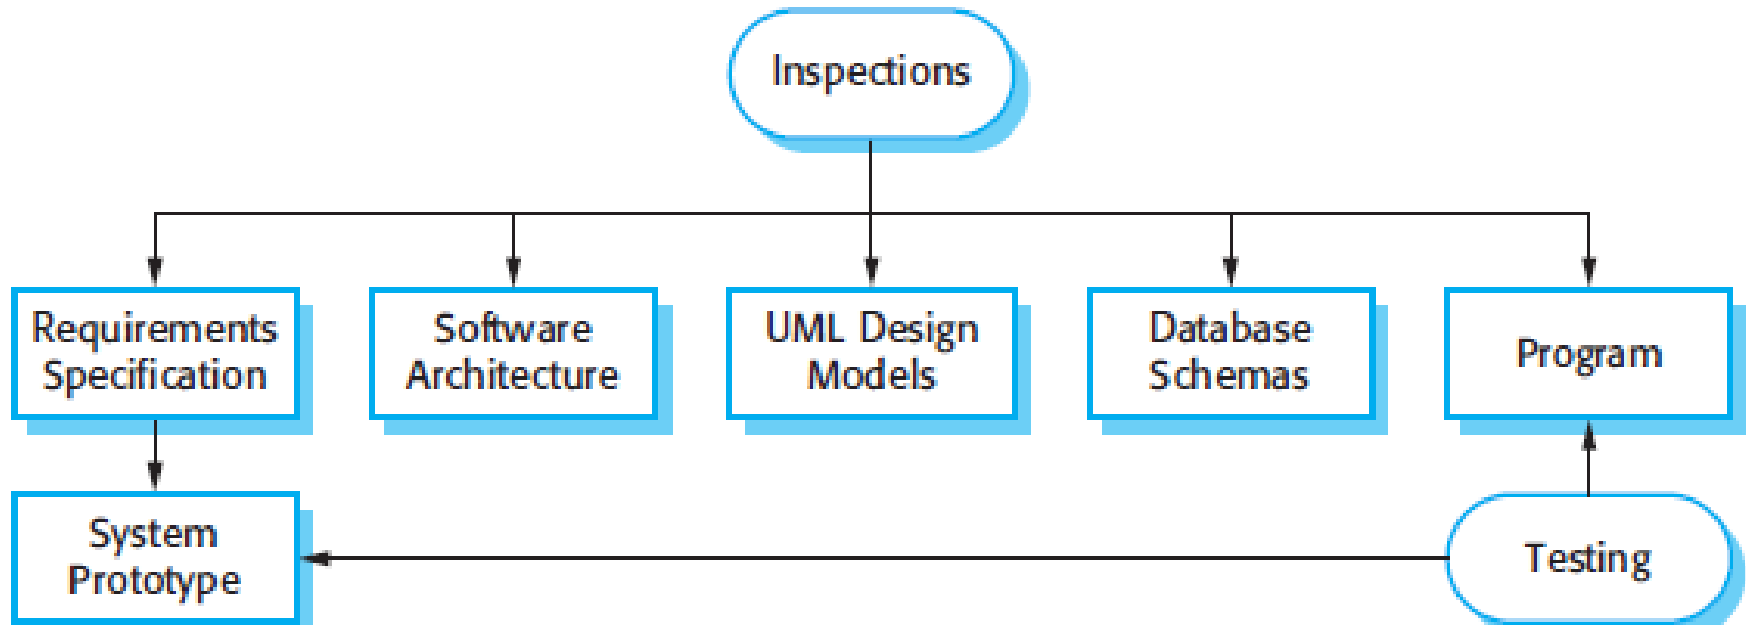 Inspections
Requirements
Specification
Software
Architecture
UML Design
Models
Database
Schemas
Program
System
Prototype
Testing